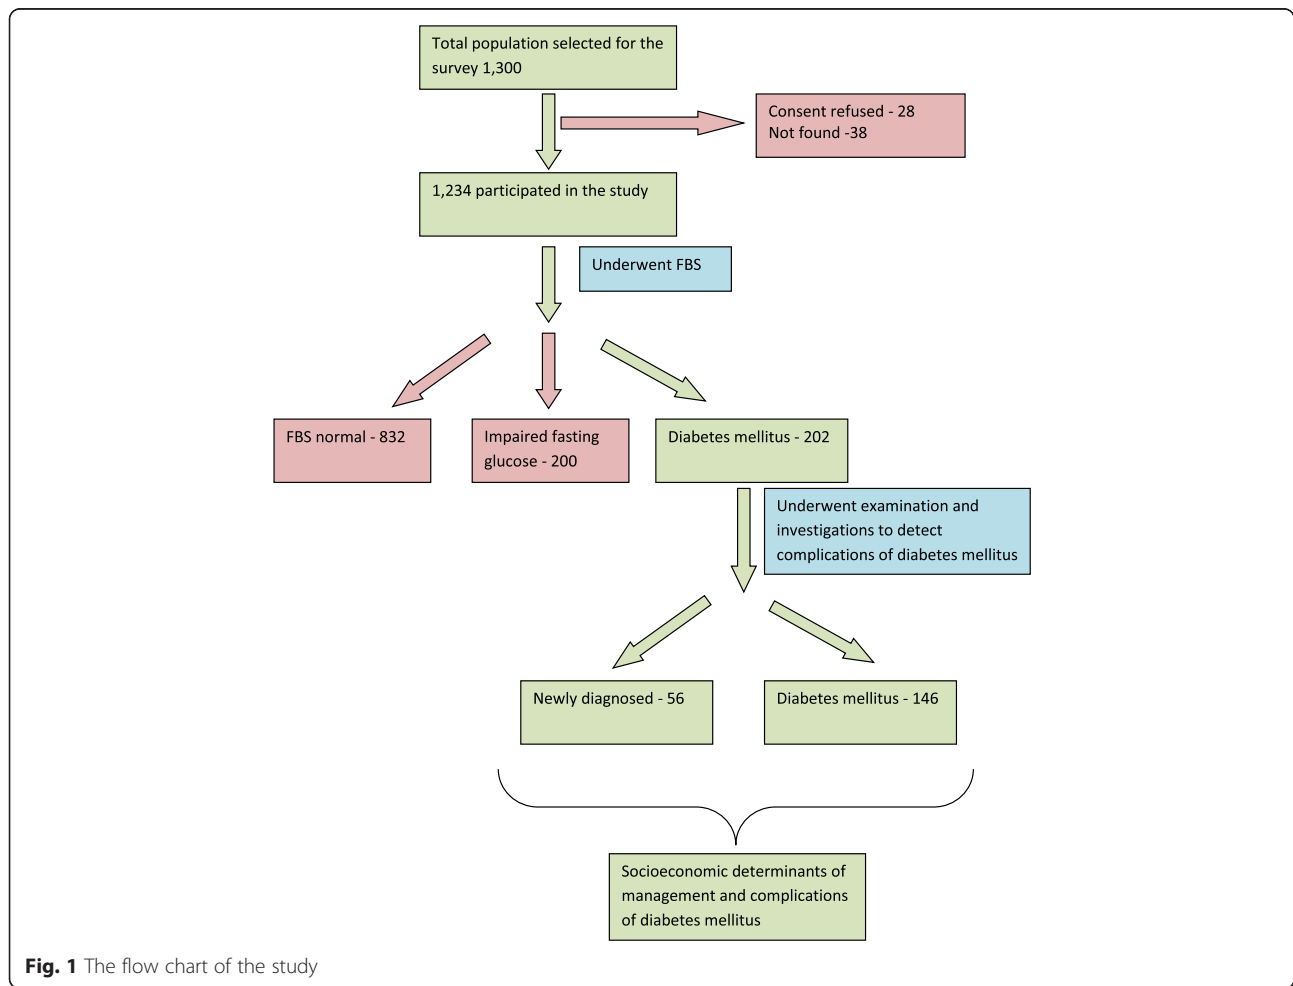 Total population selected for the
survey 1,300
Consent refused - 28
Not found -38
1,234 participated in the study
Underwent FBS
FBS normal - 832
Impaired fasting
glucose - 200
Diabetes mellitus - 202
Underwent examination and
investigations to detect
complications of diabetes mellitus
Newly diagnosed - 56
Diabetes mellitus - 146
Socioeconomic determinants of
management and complications
of diabetes mellitus
Fig. 1 The flow chart of the study